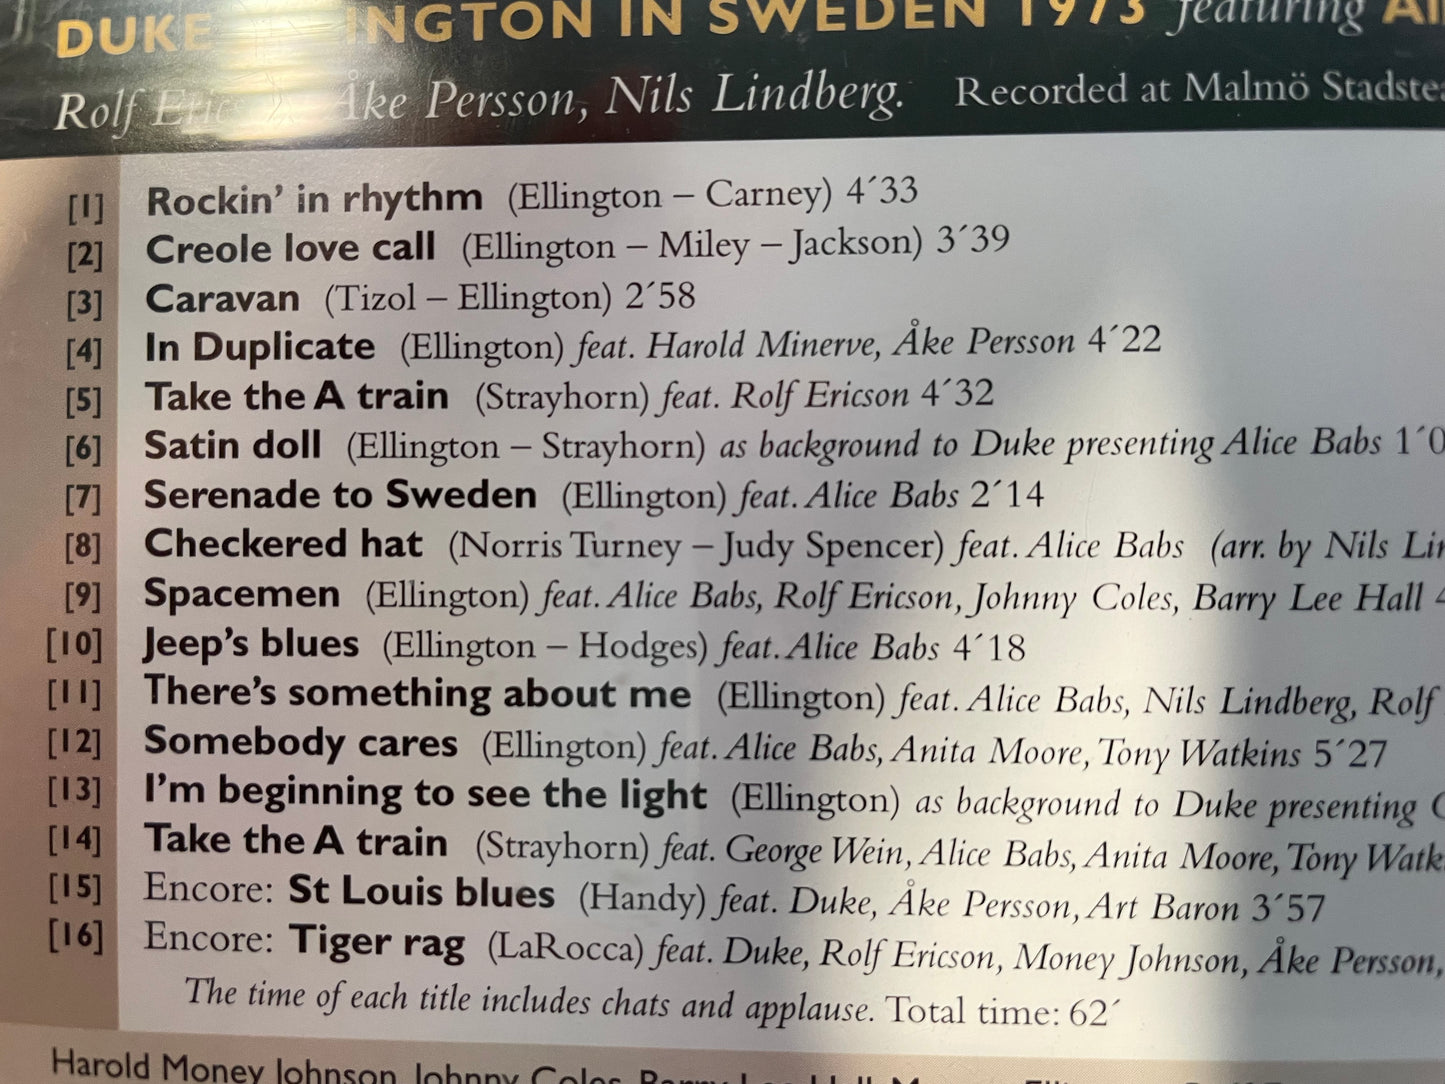 DUKE INGTON IN SWEDEN 1973 featuring
Rolf Åke Persson, Nils Lindberg. Recorded at Malmö
[1] Rockin’ in rhythm (Ellington – Carney) 4´33
[2] Creole love call (Ellington – Miley – Jackson) 3´39
[3] Caravan (Tizol – Ellington) 2´58
[4] In Duplicate (Ellington) feat. Harold Minerve, Åke Persson 4´22
[5] Take the A train (Strayhorn) feat. Rolf Ericson 4´32
[6] Satin doll (Ellington – Strayhorn) as background to Duke presenting Alice Babs 1´0
[7] Serenade to Sweden (Ellington) feat. Alice Babs 2´14
[8] Checkered hat (Norris Turney – Judy Spencer) feat. Alice Babs (arr. by Nils
[9] Spacemen (Ellington) feat. Alice Babs, Rolf Ericson, Johnny Coles, Barry Lee Hall
[10] Jeep’s blues (Ellington – Hodges) feat. Alice Babs 4´18
[11] There’s something about me (Ellington) feat. Alice Babs, Nils Lindberg, Rolf
[12] Somebody cares (Ellington) feat. Alice Babs, Anita Moore, Tony Watkins 5´27
[13] I’m beginning to see the light (Ellington) as background to Duke presenting
[14] Take the A train (Strayhorn) feat. George Wein, Alice Babs, Anita Moore, Tony
[15] Encore: St Louis blues (Handy) feat. Duke, Åke Persson, Art Baron 3´57
[16] Encore: Tiger rag (LaRocca) feat. Duke, Rolf Ericson, Money Johnson, Åke Persson,
The time of each title includes chats and applause. Total time: 62´
Harold Money Johnson, Johnny Coles, Barry Lee Hall,